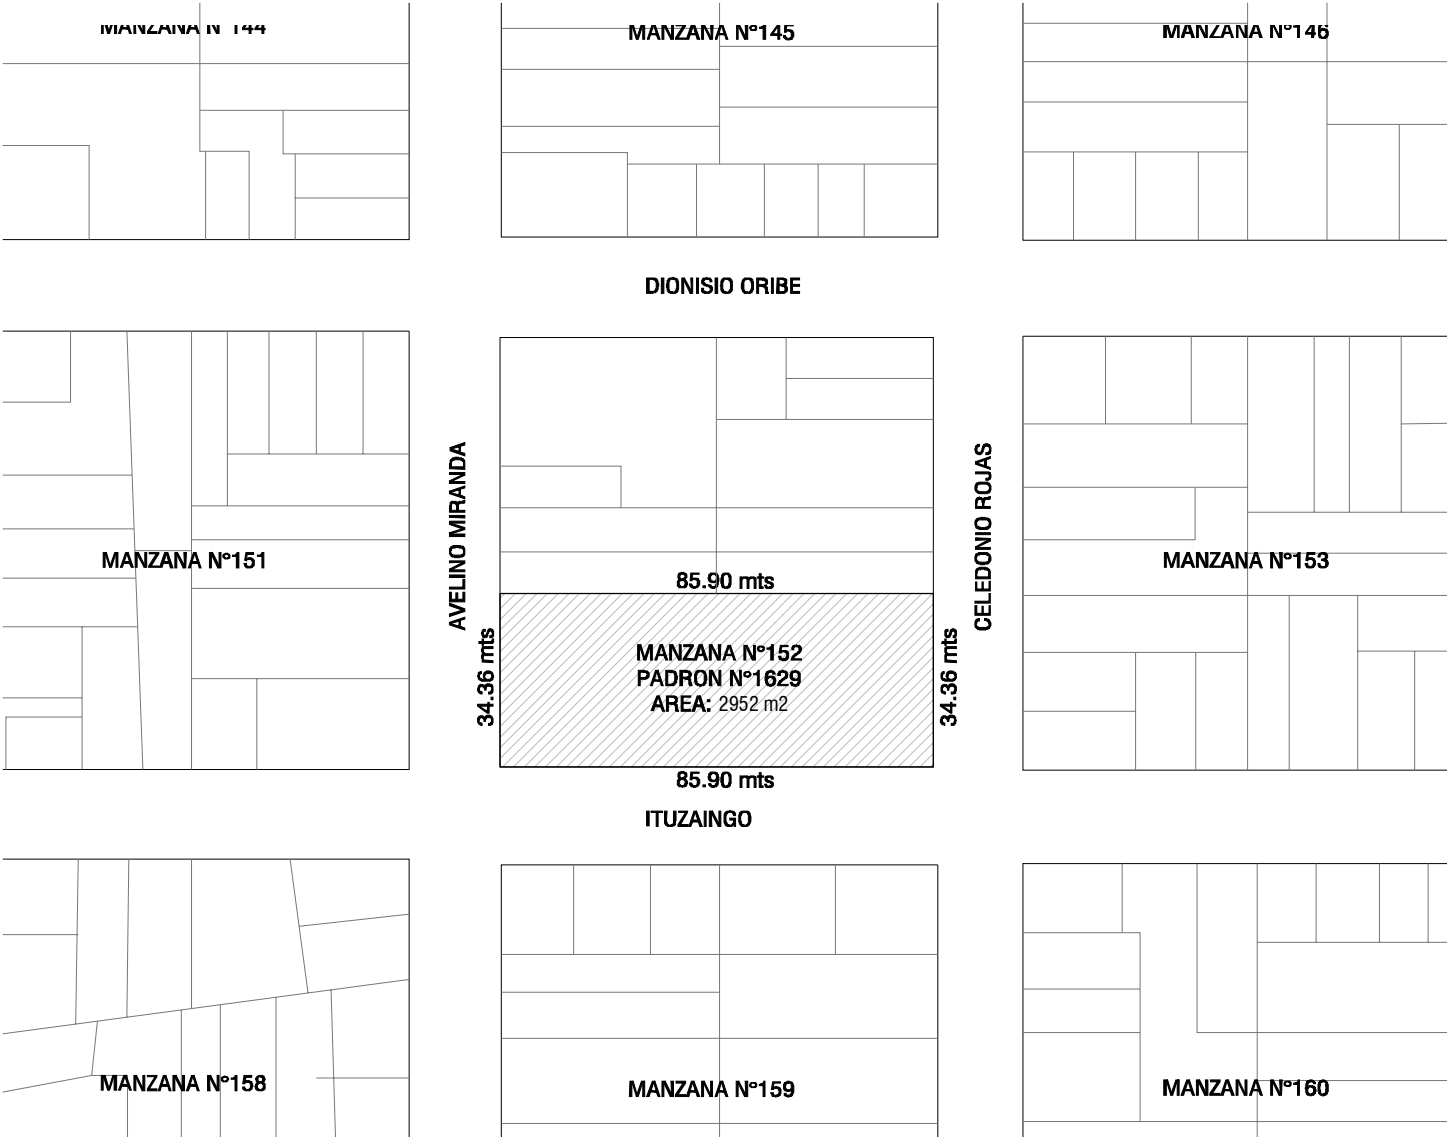 MANZANA N°144
MANZANA N°145
MANZANA N°146
DIONISIO ORIBE
AVELINO MIRANDA
CELEDONIO ROJAS
MANZANA N°151
MANZANA N°153
85.90 mts
34.36 mts
MANZANA N°152
PADRON N°1629
AREA: 2952 m2
34.36 mts
85.90 mts
ITUZAINGO
MANZANA N°158
MANZANA N°159
MANZANA N°160